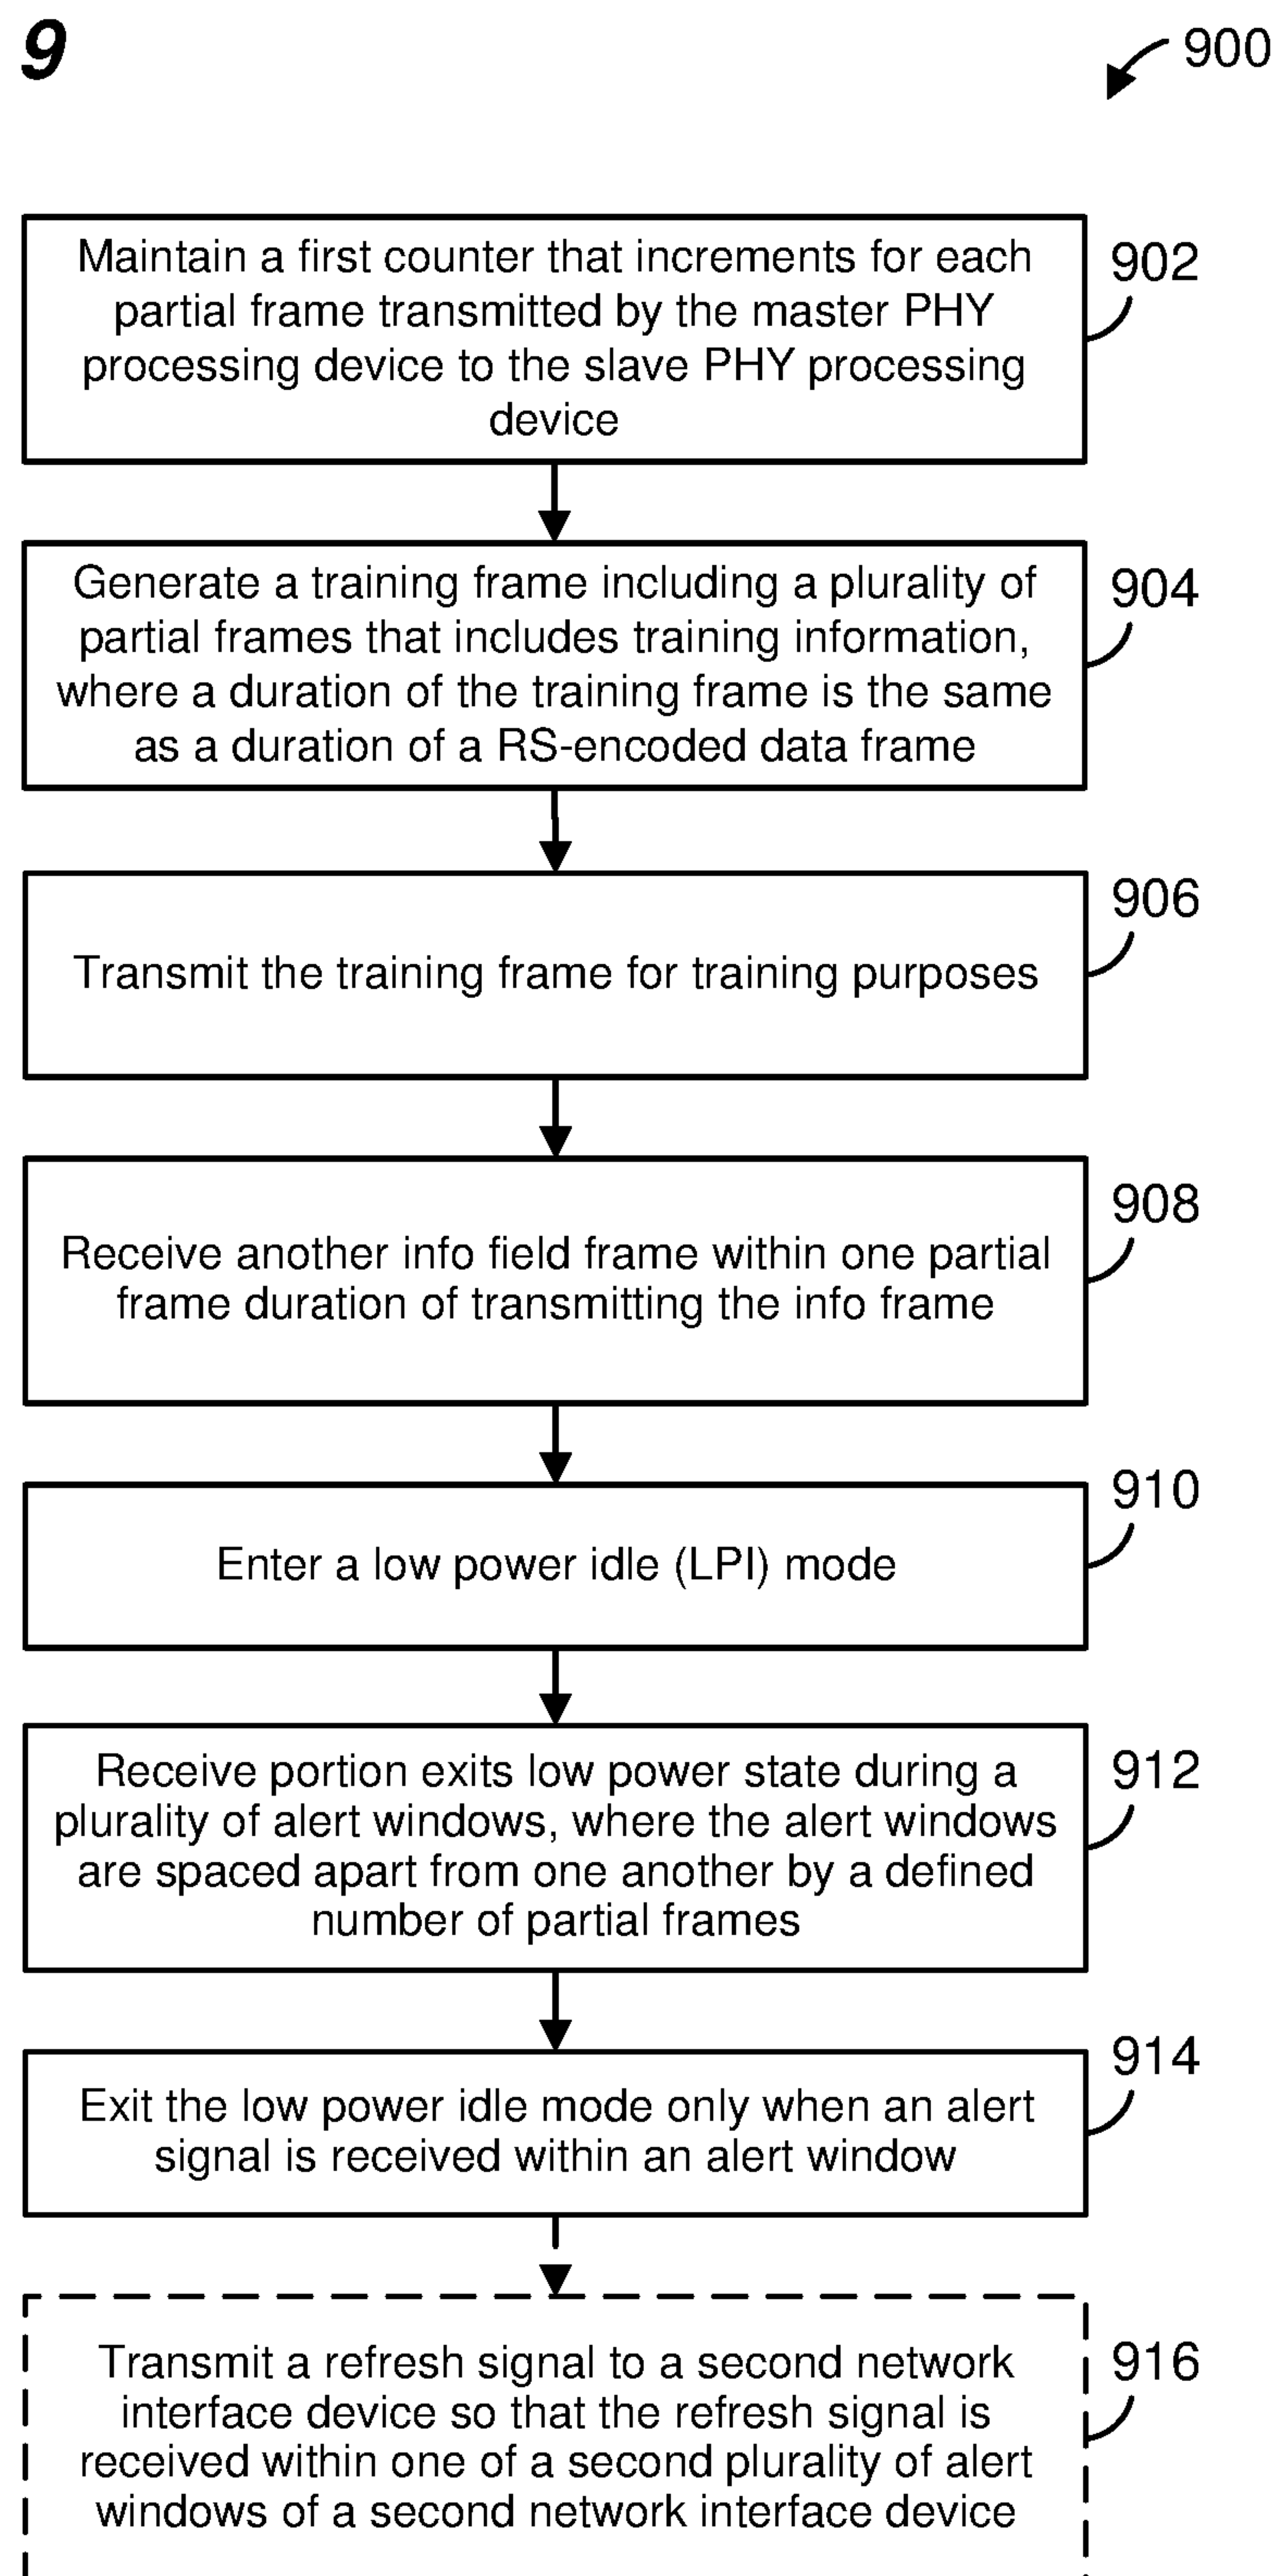 9
900
Maintain a first counter that increments for each
partial frame transmitted by the master PHY
processing device to the slave PHY processing
device
902
Generate a training frame including a plurality of
partial frames that includes training information,
where a duration of the training frame is the same
as a duration of a RS-encoded data frame
904
Transmit the training frame for training purposes
906
Receive another info field frame within one partial
frame duration of transmitting the info frame
908
Enter a low power idle (LPI) mode
910
Receive portion exits low power state during a
plurality of alert windows, where the alert windows
are spaced apart from one another by a defined
number of partial frames
912
Exit the low power idle mode only when an alert
signal is received within an alert window
914
Transmit a refresh signal to a second network
interface device so that the refresh signal is
received within one of a second plurality of alert
windows of a second network interface device
916